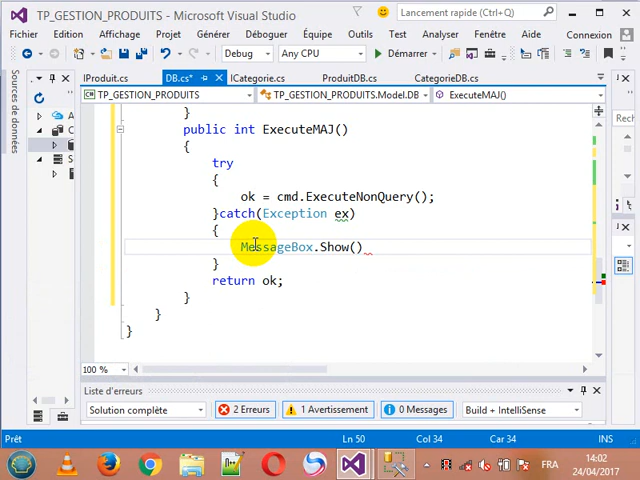 TP_GESTION_PRODUITS - Microsoft Visual Studio
Lancement rapide (Ctrl+Q)
Fichier Edition Affichage Projet Générer Déboguer Équipe Outils Test Analyser Fenêtre Aide Connexion
Debug Any CPU Démarrer
Sources de données
IProduit.cs DB.cs* ICategorie.cs ProduitDB.cs CategorieDB.cs
TP_GESTION_PRODUITS TP_GESTION_PRODUITS.Model.DB ExecuteMAJ()
}
public int ExecuteMAJ()
{
try
{
ok = cmd.ExecuteNonQuery();
}catch(Exception ex)
{
MessageBox.Show()
}
return ok;
}
}
}
100 %
Liste d'erreurs
Solution complète 2 Erreurs 1 Avertissement 0 Messages Build + IntelliSense
Prêt Ln 50 Col 34 Car 34 INS
FRA 14:02
24/04/2017